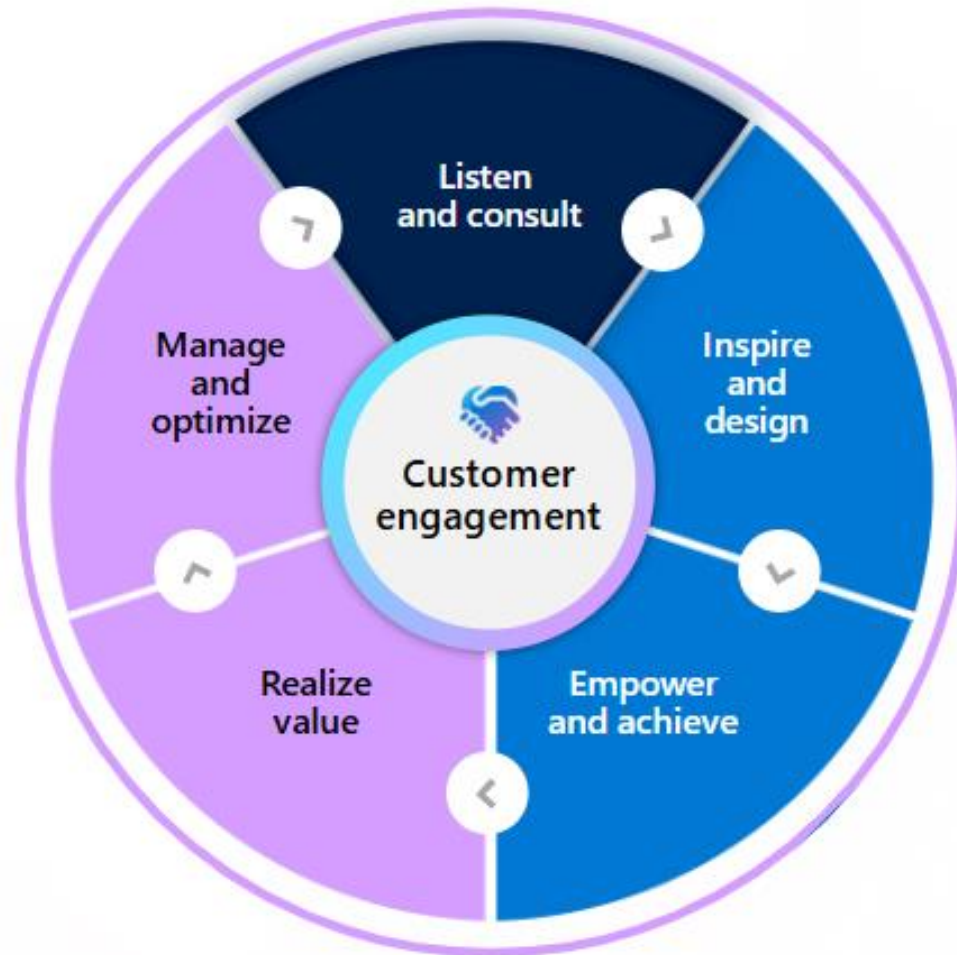 Listen
and consult
Inspire
and
design
Empower
and achieve
Realize
value
Manage
and
optimize
Customer
engagement